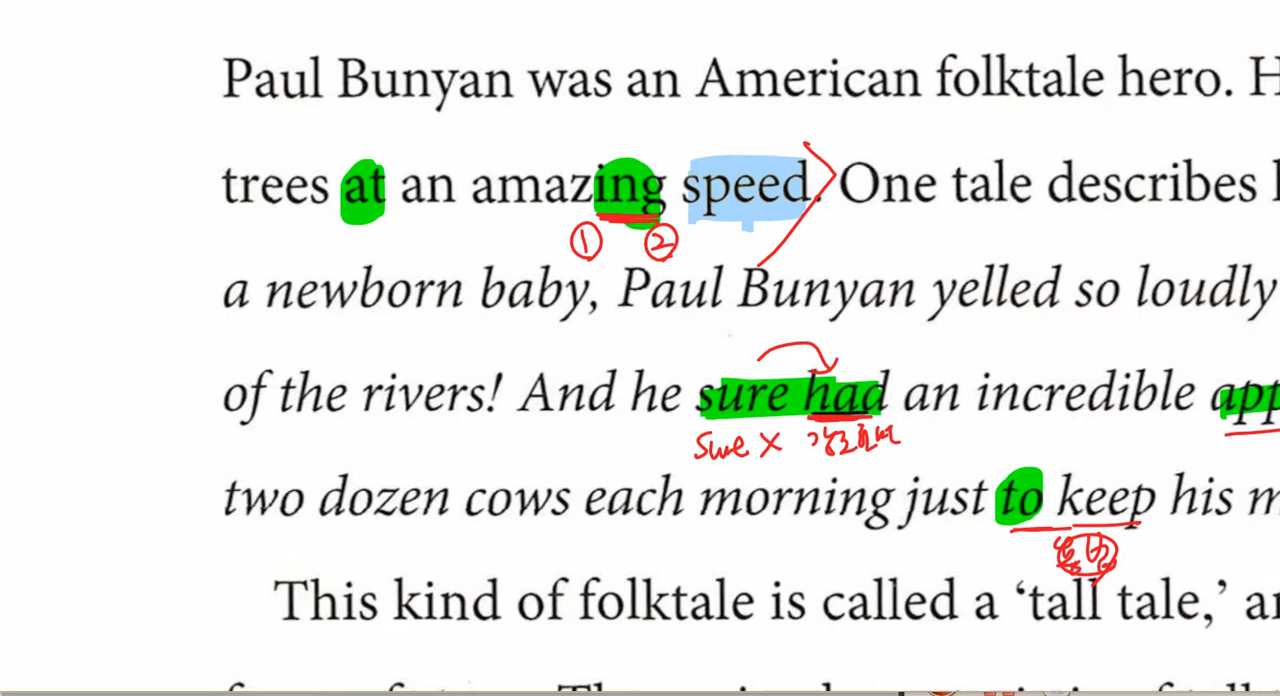 Paul Bunyan was an American folktale hero. H
trees at an amazing speed. One tale describes
① ②
a newborn baby, Paul Bunyan yelled so loudly
of the rivers! And he sure had an incredible app
sure X
two dozen cows each morning just to keep his m
This kind of folktale is called a ‘tall tale,’ an